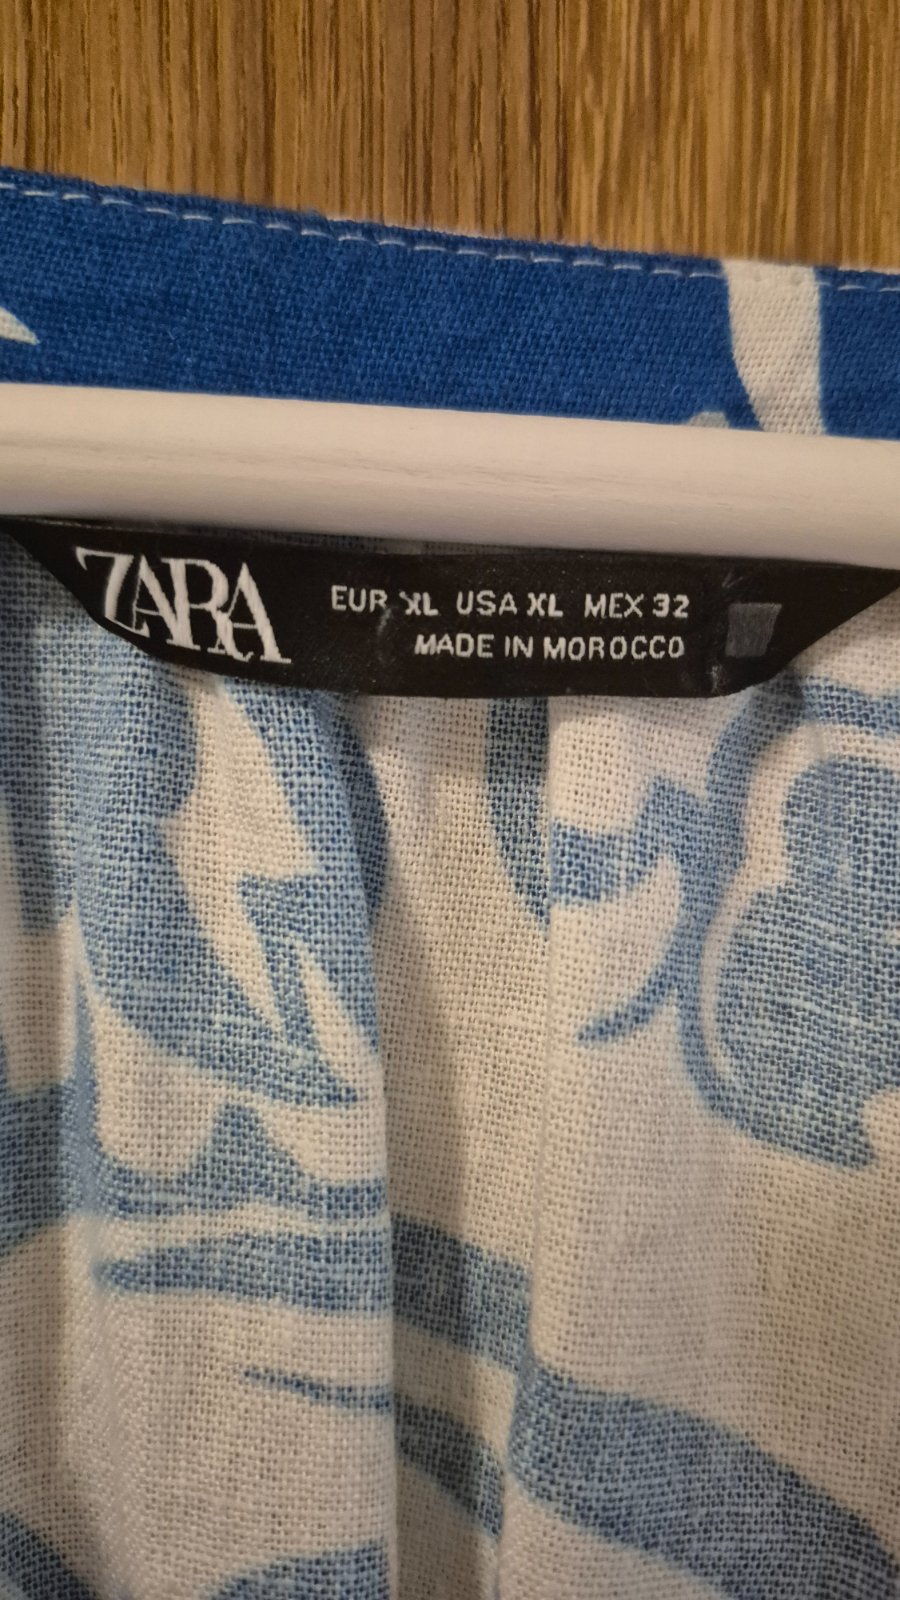 ZARA
EUR XL USA XL MEX 32
MADE IN MOROCCO